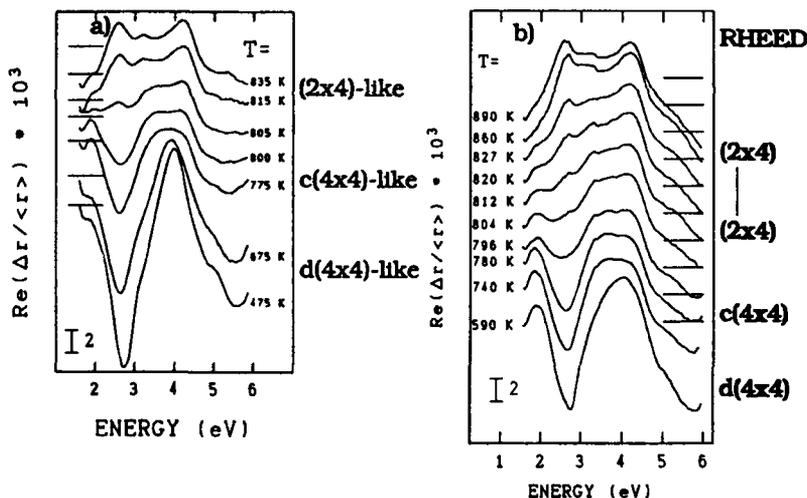 a)
T=
Re(Δr/<r>) * 10³
835 K
815 K
805 K
800 K
775 K
675 K
475 K
(2x4)-like
c(4x4)-like
d(4x4)-like
2
2 3 4 5 6
ENERGY (eV)
b)
RHEED
T=
Re(Δr/<r>) * 10³
890 K
860 K
827 K
820 K
812 K
804 K
796 K
780 K
740 K
590 K
(2x4)
(2x4)
c(4x4)
d(4x4)
2
1 2 3 4 5 6
ENERGY (eV)